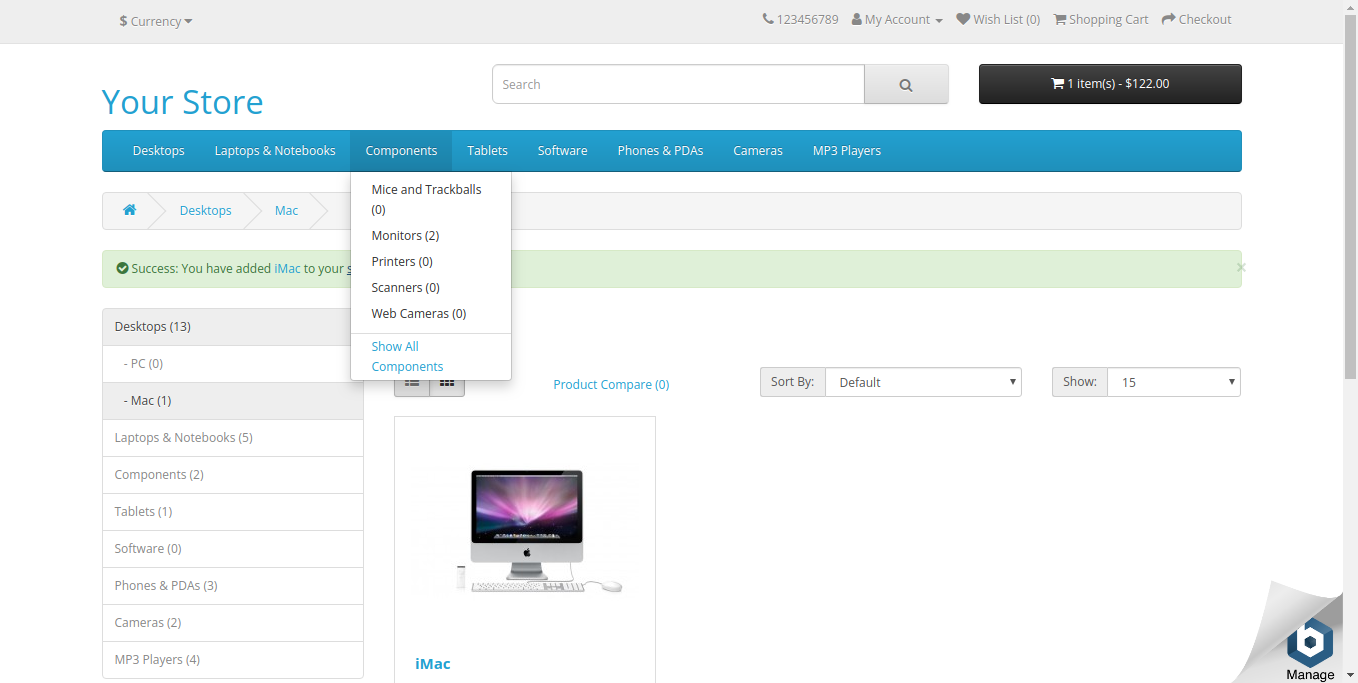 $ Currency
123456789 My Account Wish List (0) Shopping Cart Checkout
Your Store
Search
1 item(s) - $122.00
Desktops Laptops & Notebooks Components Tablets Software Phones & PDAs Cameras MP3 Players
Mice and Trackballs
(0)
Monitors (2)
Printers (0)
Scanners (0)
Web Cameras (0)
Show All
Components
Desktops Mac
Success: You have added iMac to your
×
Desktops (13)
- PC (0)
- Mac (1)
Laptops & Notebooks (5)
Components (2)
Tablets (1)
Software (0)
Phones & PDAs (3)
Cameras (2)
MP3 Players (4)
Product Compare (0)
Sort By: Default
Show: 15
iMac
Manage